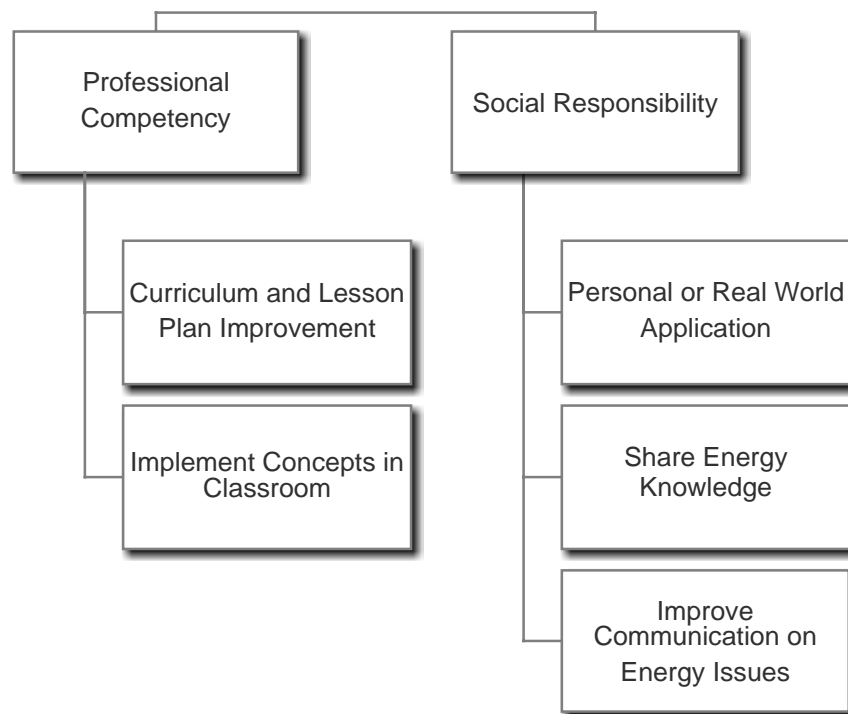 Professional
Competency
Social Responsibility
Curriculum and Lesson
Plan Improvement
Implement Concepts in
Classroom
Personal or Real World
Application
Share Energy
Knowledge
Improve
Communication on
Energy Issues